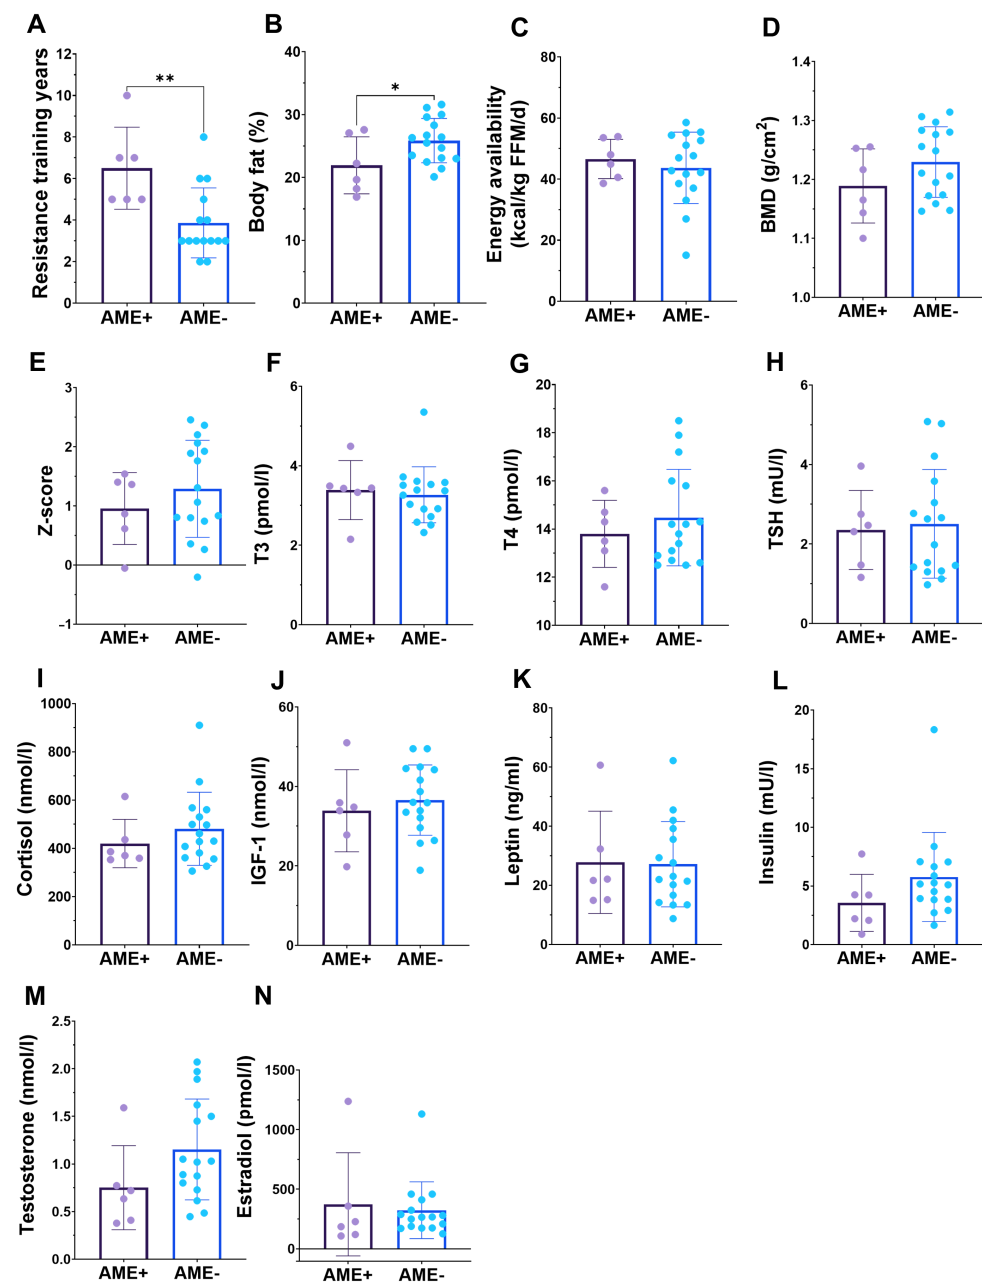 A
Resistance training years
12
10
8
6
4
2
0
**
AME+ AME-
B
Body fat (%)
40
30
20
10
0
*
AME+ AME-
C
Energy availability
(kcal/kg FFM/d)
80
60
40
20
0
AME+ AME-
D
BMD (g/cm²)
1.4
1.3
1.2
1.1
1.0
AME+ AME-
E
Z-score
3
2
1
0
−1
AME+ AME-
F
T3 (pmol/l)
6
4
2
0
AME+ AME-
G
T4 (pmol/l)
20
18
16
14
12
10
AME+ AME-
H
TSH (mU/l)
6
4
2
0
AME+ AME-
I
Cortisol (nmol/l)
1000
800
600
400
200
0
AME+ AME-
J
IGF-1 (nmol/l)
60
40
20
0
AME+ AME-
K
Leptin (ng/ml)
80
60
40
20
0
AME+ AME-
L
Insulin (mU/l)
20
15
10
5
0
AME+ AME-
M
Testosterone (nmol/l)
2.5
2.0
1.5
1.0
0.5
0.0
AME+ AME-
N
Estradiol (pmol/l)
1500
1000
500
0
AME+ AME-